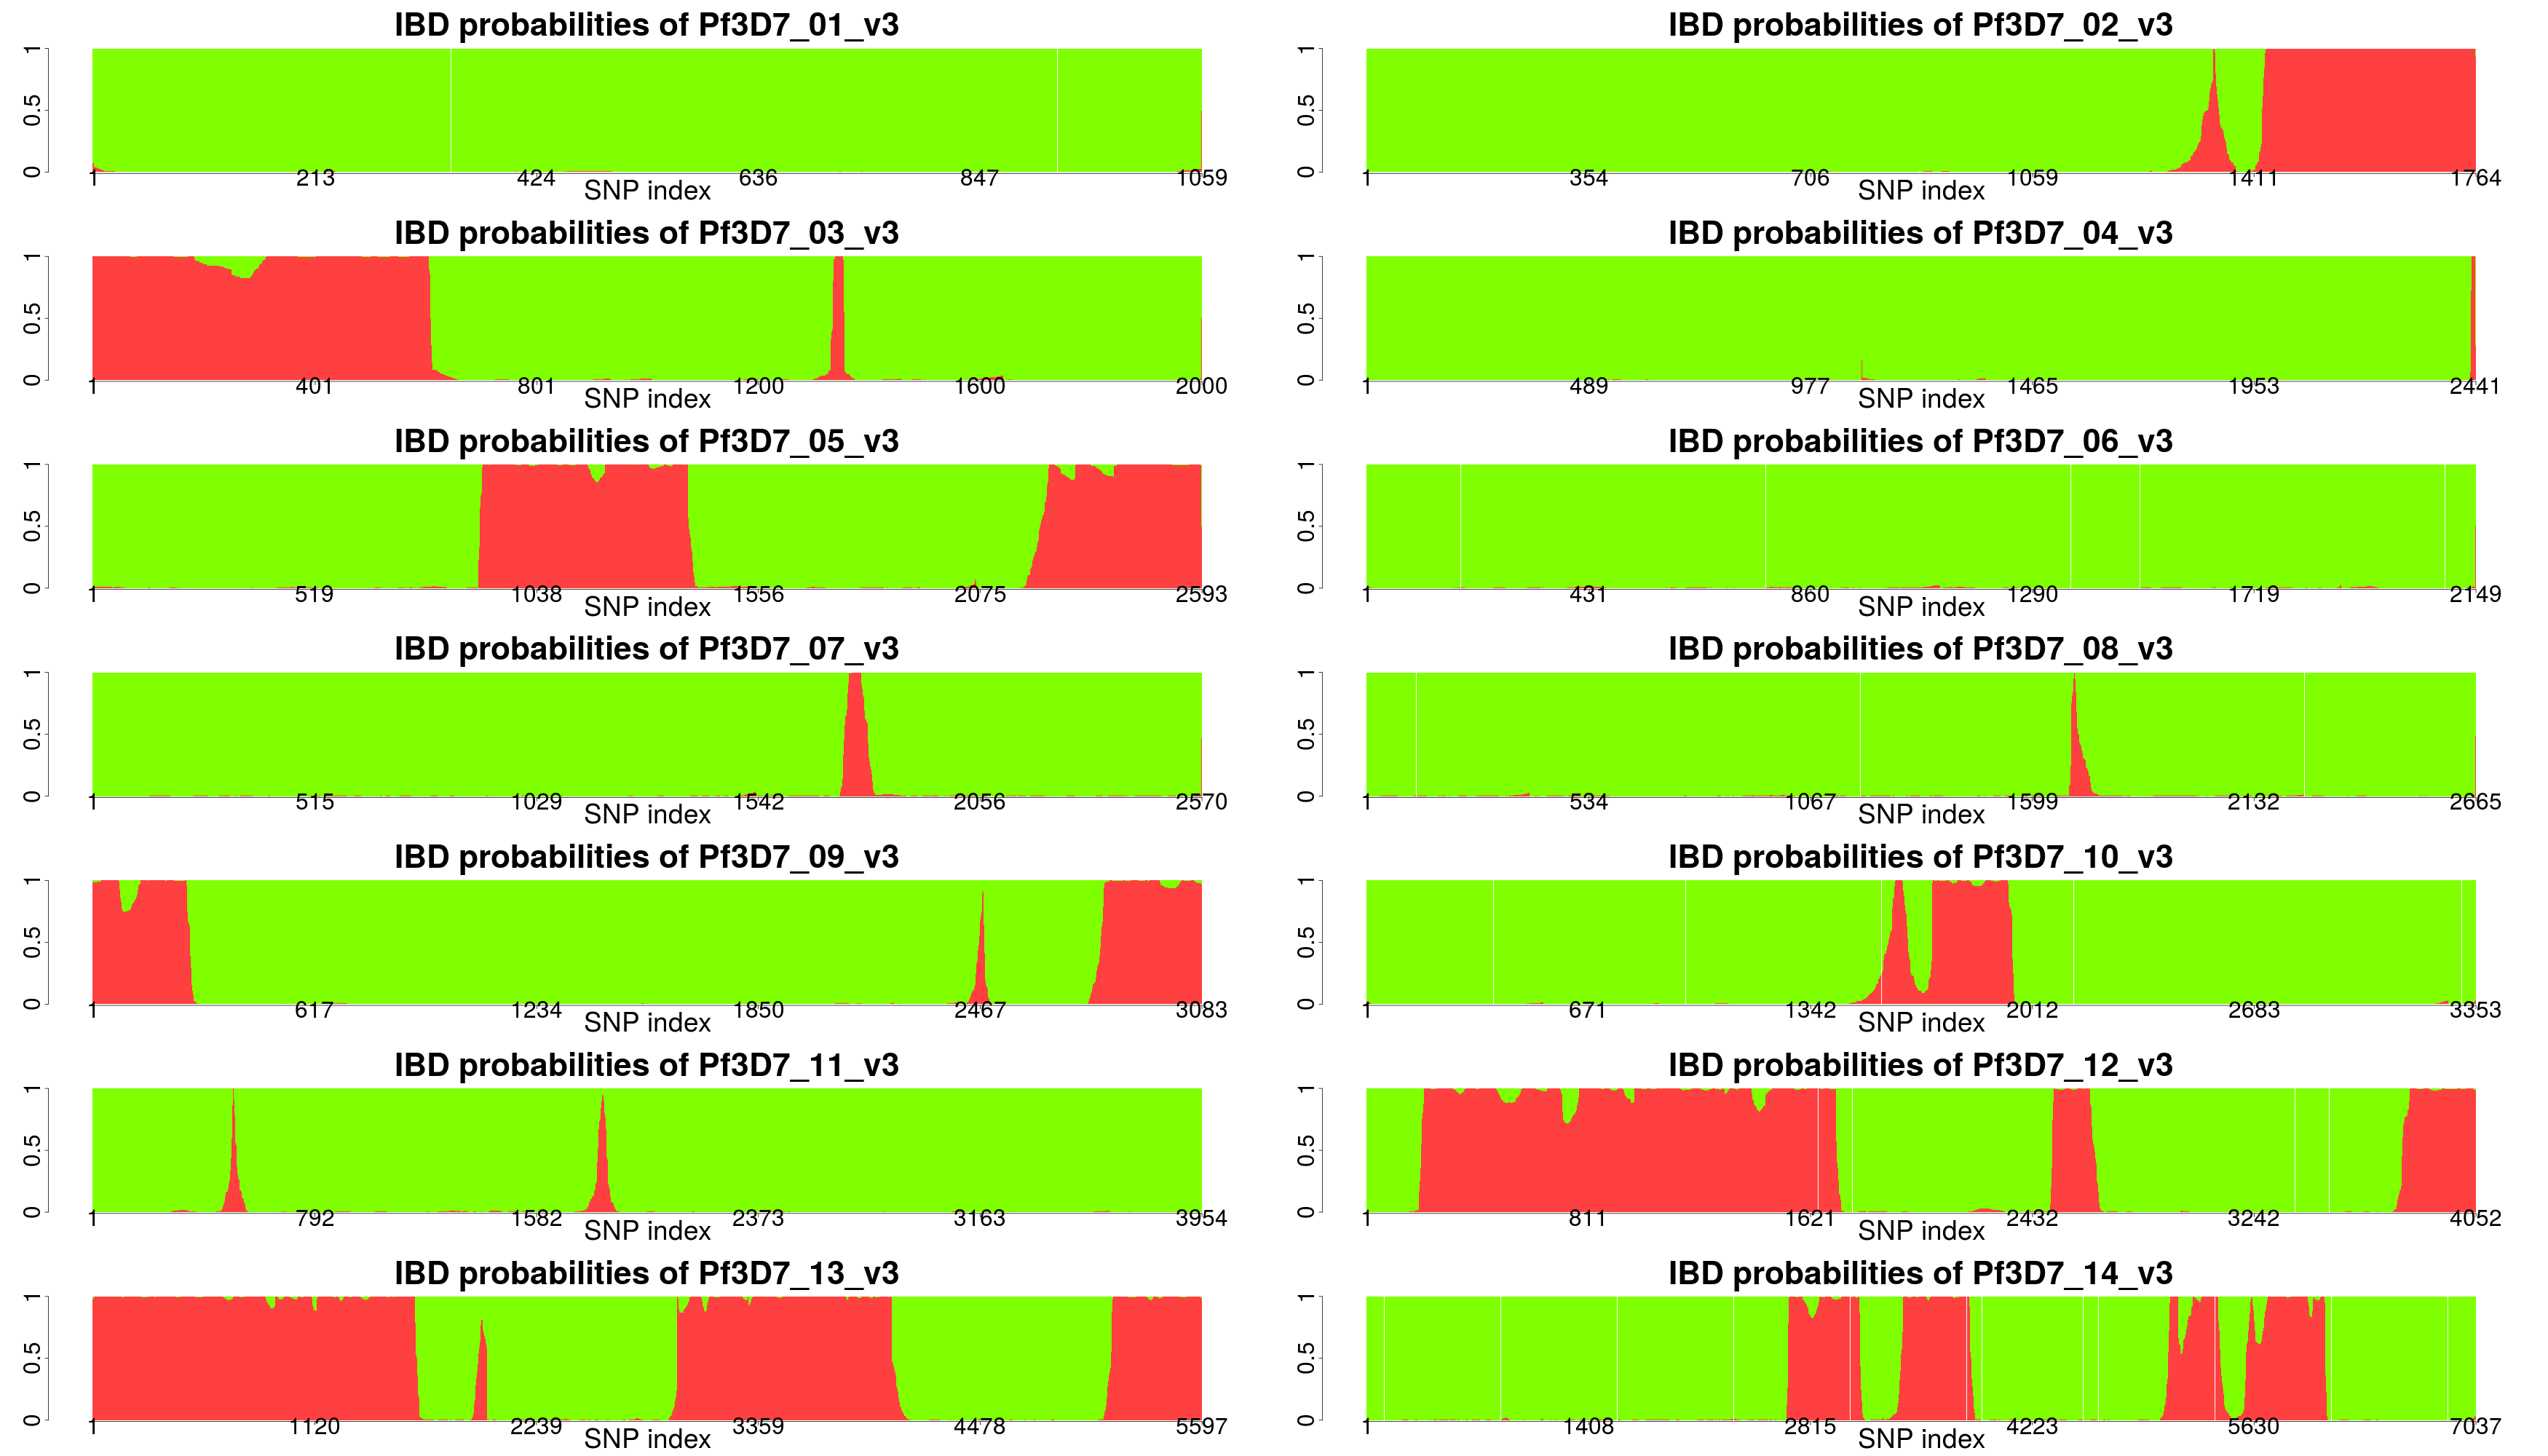 IBD probabilities of Pf3D7_01_v3
1
0.5
0
1 213 424 636 847 1059
SNP index
IBD probabilities of Pf3D7_02_v3
1
0.5
0
1 354 706 1059 1411 1764
SNP index
IBD probabilities of Pf3D7_03_v3
1
0.5
0
1 401 801 1200 1600 2000
SNP index
IBD probabilities of Pf3D7_04_v3
1
0.5
0
1 489 977 1465 1953 2441
SNP index
IBD probabilities of Pf3D7_05_v3
1
0.5
0
1 519 1038 1556 2075 2593
SNP index
IBD probabilities of Pf3D7_06_v3
1
0.5
0
1 431 860 1290 1719 2149
SNP index
IBD probabilities of Pf3D7_07_v3
1
0.5
0
1 515 1029 1542 2056 2570
SNP index
IBD probabilities of Pf3D7_08_v3
1
0.5
0
1 534 1067 1599 2132 2665
SNP index
IBD probabilities of Pf3D7_09_v3
1
0.5
0
1 617 1234 1850 2467 3083
SNP index
IBD probabilities of Pf3D7_10_v3
1
0.5
0
1 671 1342 2012 2683 3353
SNP index
IBD probabilities of Pf3D7_11_v3
1
0.5
0
1 792 1582 2373 3163 3954
SNP index
IBD probabilities of Pf3D7_12_v3
1
0.5
0
1 811 1621 2432 3242 4052
SNP index
IBD probabilities of Pf3D7_13_v3
1
0.5
0
1 1120 2239 3359 4478 5597
SNP index
IBD probabilities of Pf3D7_14_v3
1
0.5
0
1 1408 2815 4223 5630 7037
SNP index